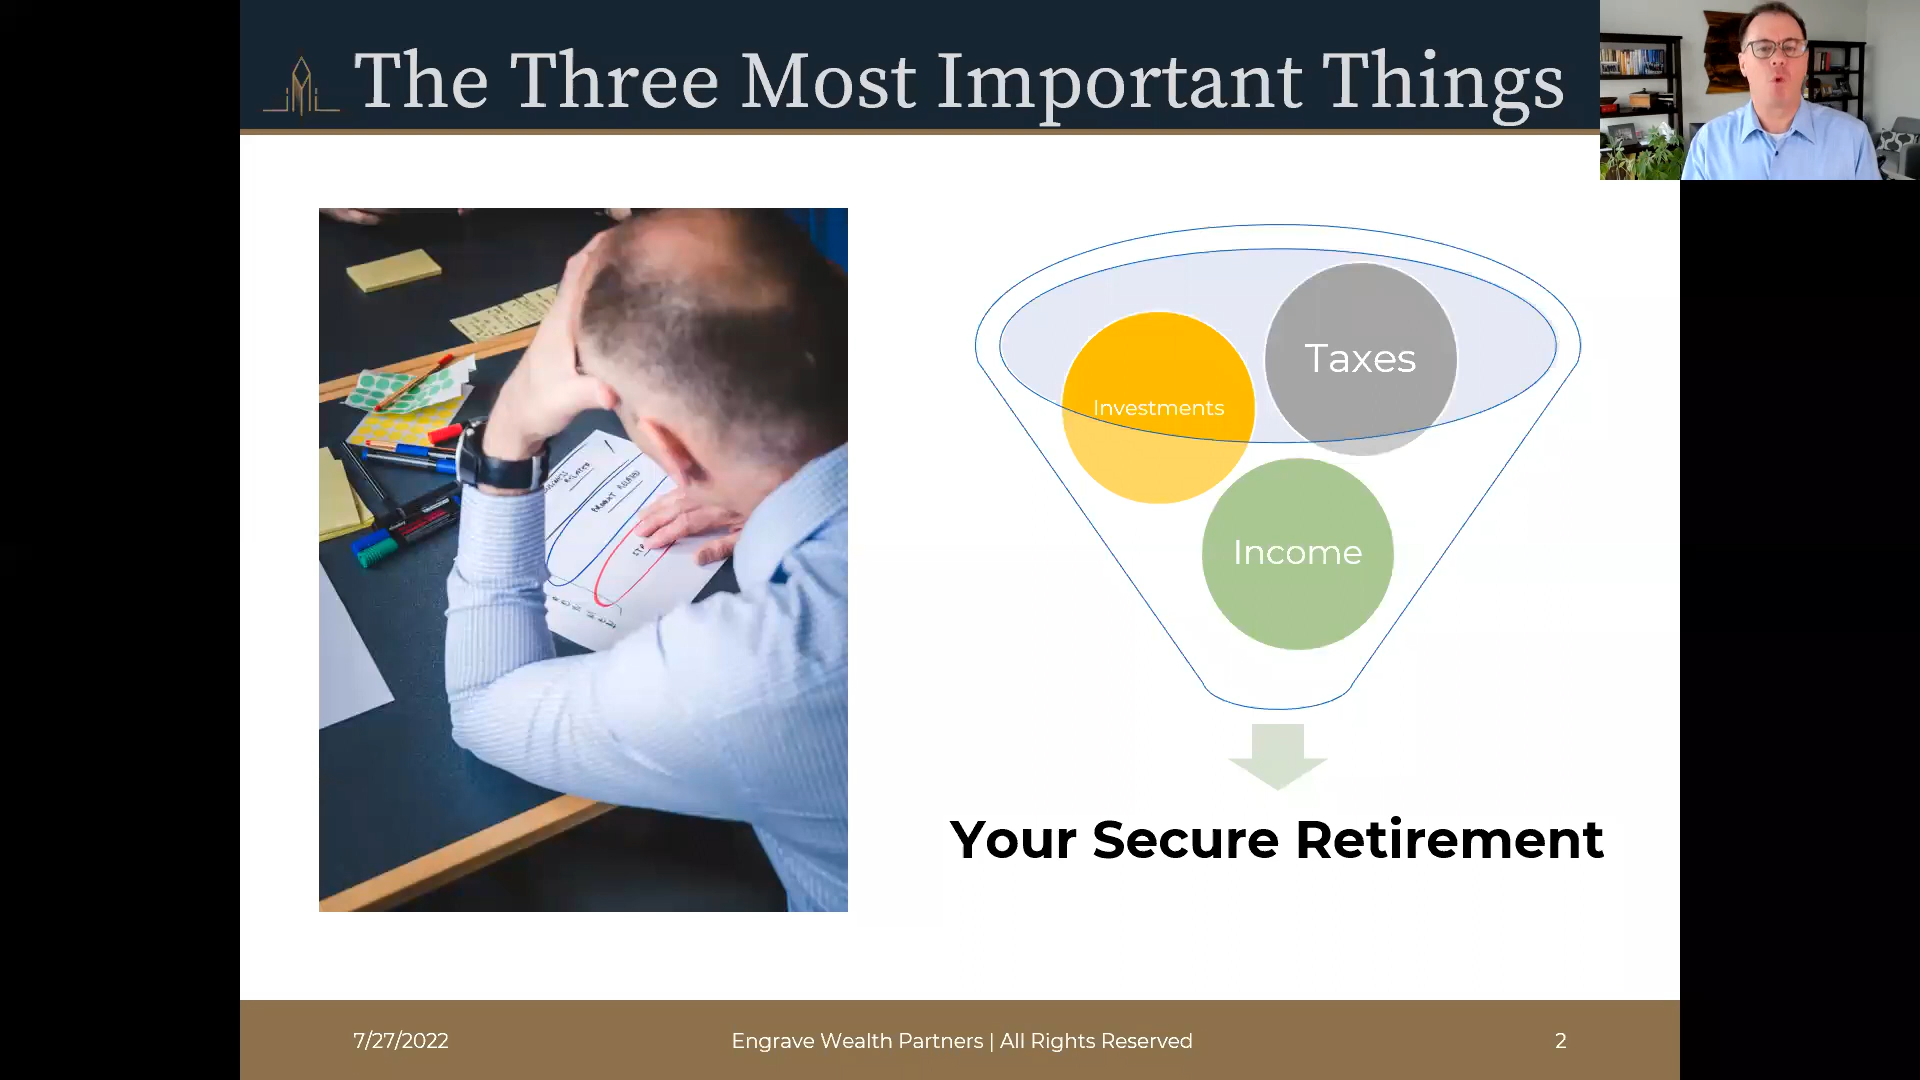 The Three Most Important Things
Taxes
Investments
Income
Your Secure Retirement
7/27/2022
Engrave Wealth Partners | All Rights Reserved
2